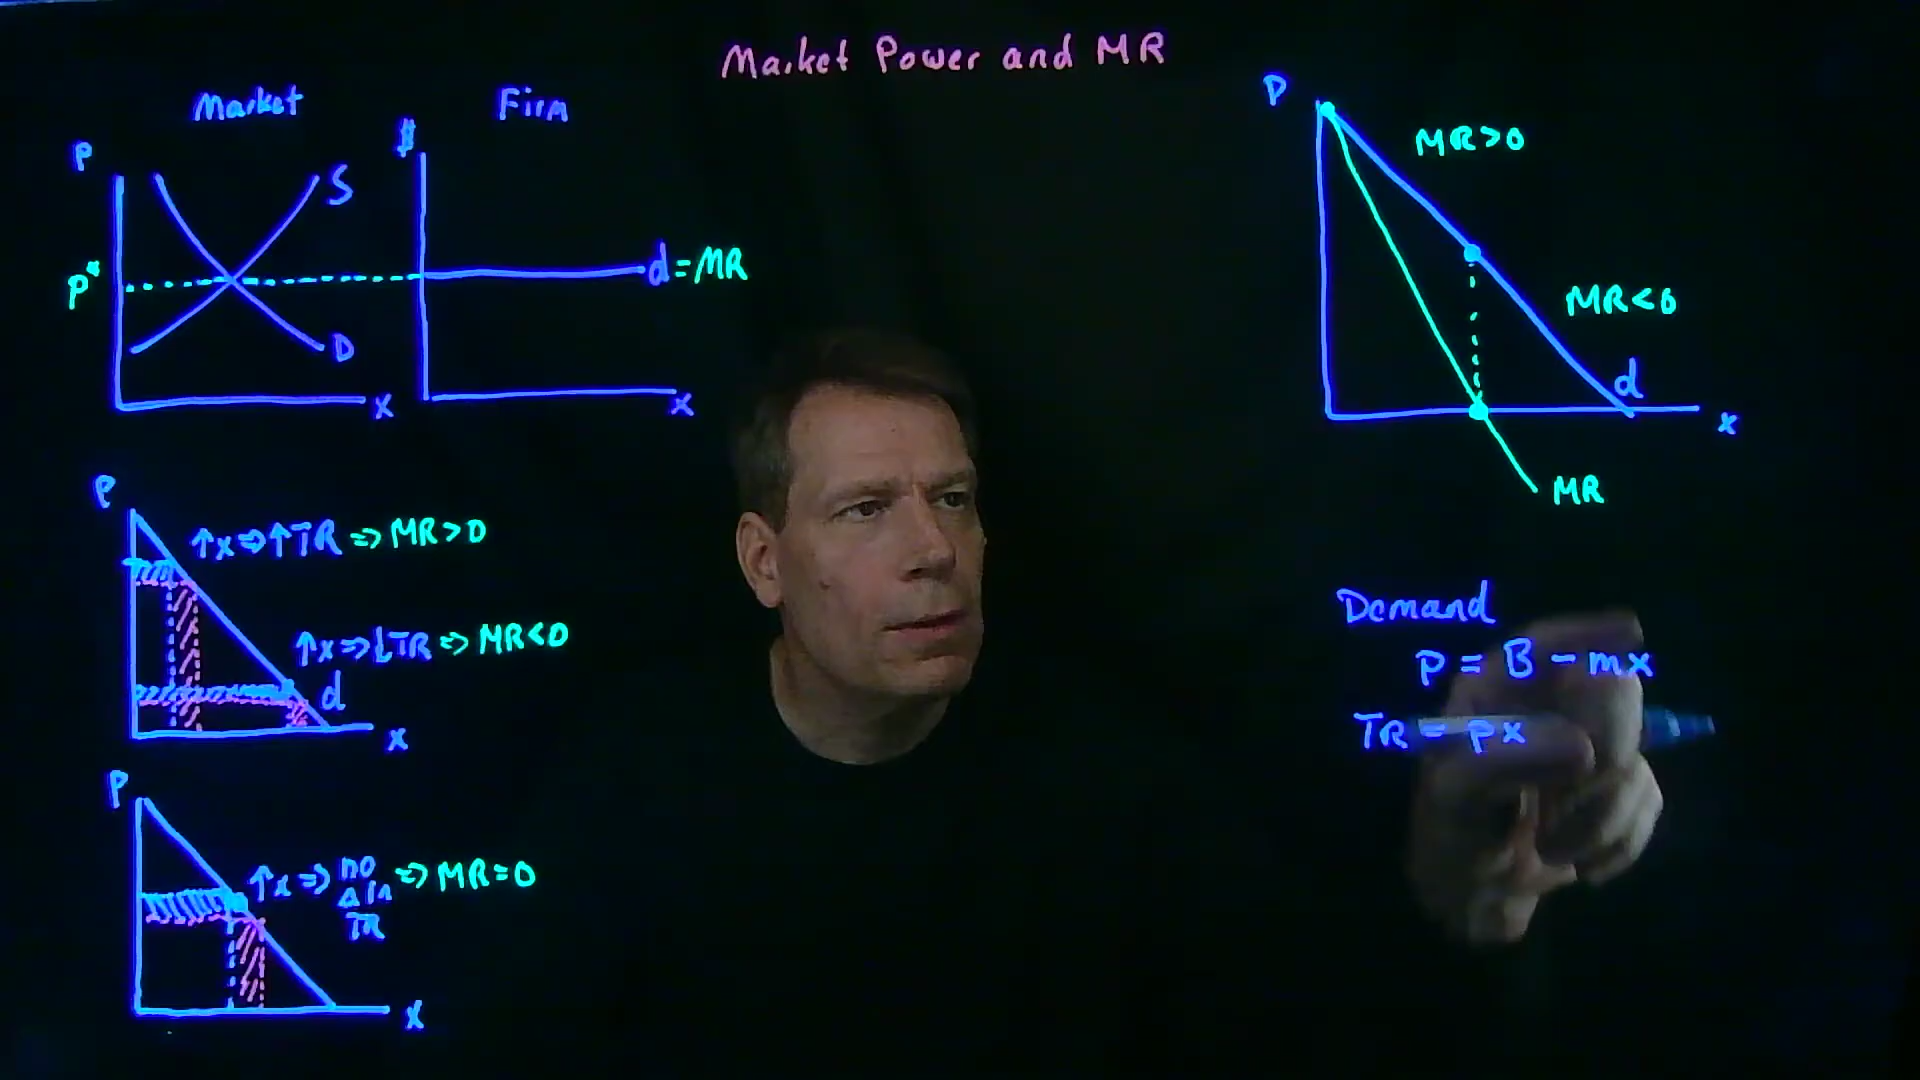 Market Power and MR
Market
Firm
P
S
P*
D
x
$
d = MR
x
P
↑x ⇒ ↑TR ⇒ MR > 0
↑x ⇒ ↓TR ⇒ MR < 0
d
x
P
↑x ⇒ no Δ in TR ⇒ MR = 0
x
P
MR > 0
MR < 0
d
x
MR
Demand
P = B - mx
TR = px